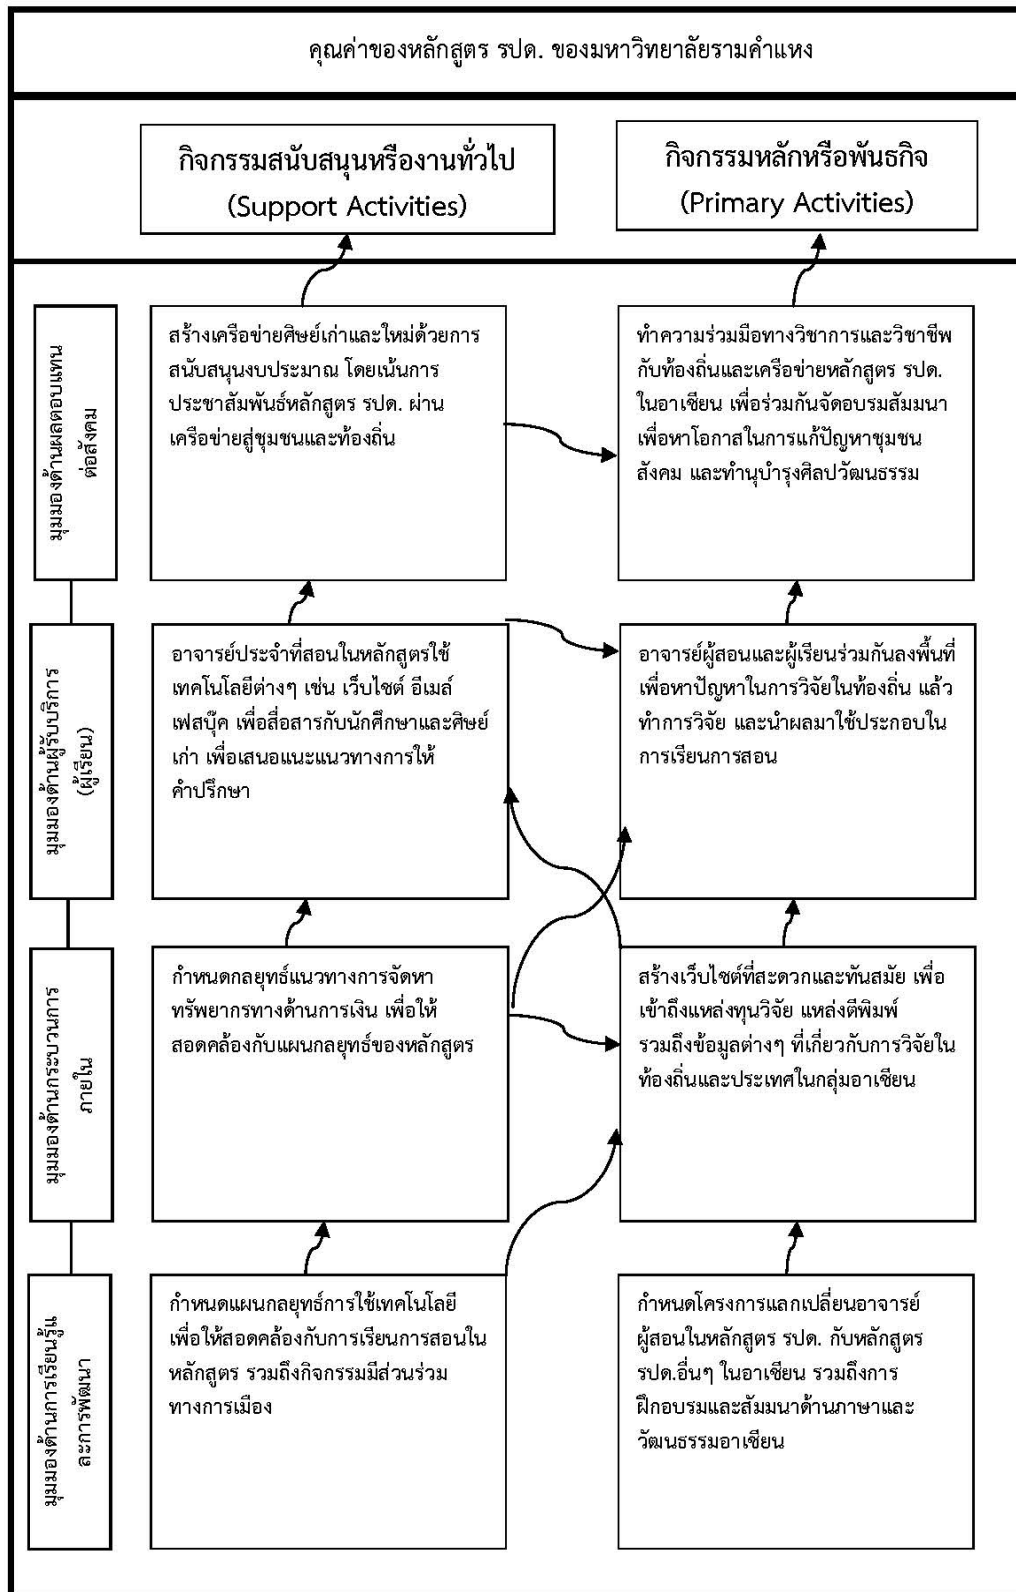 คุณค่าของหลักสูตร รปด. ของมหาวิทยาลัยรามคำแหง
กิจกรรมสนับสนุนหรืองานทั่วไป
(Support Activities)
กิจกรรมหลักหรือพันธกิจ
(Primary Activities)
มุมมองด้านผลตอบแทน
ต่อสังคม
สร้างเครือข่ายศิษย์เก่าและใหม่ด้วยการ
สนับสนุนงบประมาณ โดยเน้นการ
ประชาสัมพันธ์หลักสูตร รปด. ผ่าน
เครือข่ายสู่ชุมชนและท้องถิ่น
ทำความร่วมมือทางวิชาการและวิชาชีพ
กับท้องถิ่นและเครือข่ายหลักสูตร รปด.
ในอาเซียน เพื่อร่วมกันจัดอบรมสัมมนา
เพื่อหาโอกาสในการแก้ปัญหาชุมชน
สังคม และทำนุบำรุงศิลปวัฒนธรรม
มุมมองด้านผู้รับบริการ
(ผู้เรียน)
อาจารย์ประจำที่สอนในหลักสูตรใช้
เทคโนโลยีต่างๆ เช่น เว็บไซต์ อีเมล์
เฟสบุ๊ค เพื่อสื่อสารกับนักศึกษาและศิษย์
เก่า เพื่อเสนอแนะแนวทางการให้
คำปรึกษา
อาจารย์ผู้สอนและผู้เรียนร่วมกันลงพื้นที่
เพื่อหาปัญหาในการวิจัยในท้องถิ่น แล้ว
ทำการวิจัย และนำผลมาใช้ประกอบใน
การเรียนการสอน
มุมมองด้านกระบวนการ
ภายใน
กำหนดกลยุทธ์แนวทางการจัดหา
ทรัพยากรทางด้านการเงิน เพื่อให้
สอดคล้องกับแผนกลยุทธ์ของหลักสูตร
สร้างเว็บไซต์ที่สะดวกและทันสมัย เพื่อ
เข้าถึงแหล่งทุนวิจัย แหล่งตีพิมพ์
รวมถึงข้อมูลต่างๆ ที่เกี่ยวกับการวิจัยใน
ท้องถิ่นและประเทศในกลุ่มอาเซียน
มุมมองด้านการเรียนรู้แ
ละการพัฒนา
กำหนดแผนกลยุทธ์การใช้เทคโนโลยี
เพื่อให้สอดคล้องกับการเรียนการสอนใน
หลักสูตร รวมถึงกิจกรรมมีส่วนร่วม
ทางการเมือง
กำหนดโครงการแลกเปลี่ยนอาจารย์
ผู้สอนในหลักสูตร รปด. กับหลักสูตร
รปด.อื่นๆ ในอาเซียน รวมถึงการ
ฝึกอบรมและสัมมนาด้านภาษาและ
วัฒนธรรมอาเซียน